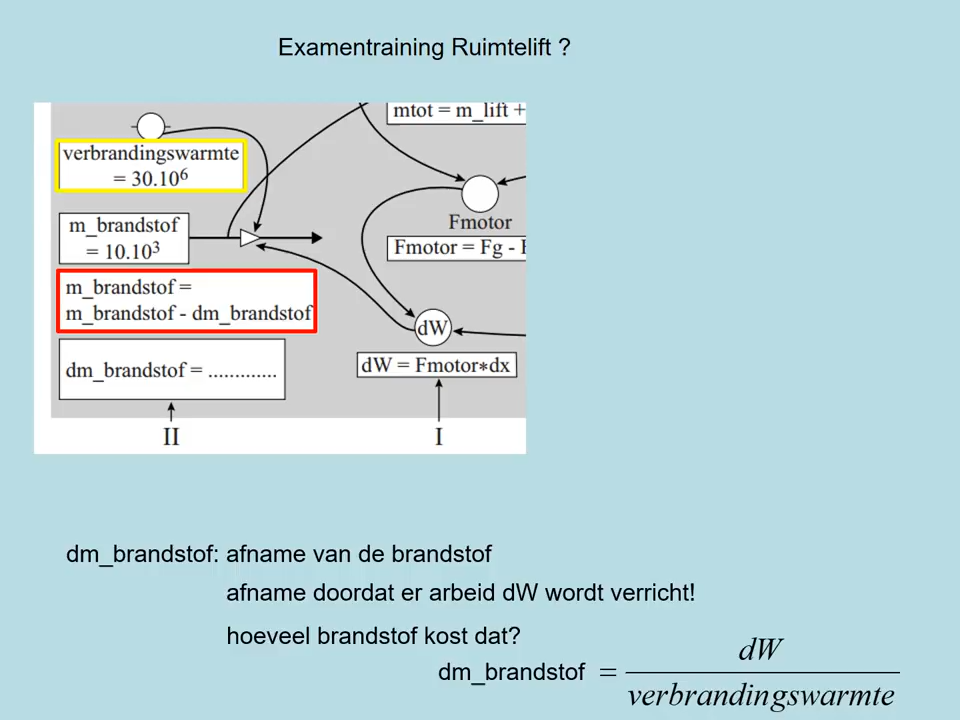 Examentraining Ruimtelift ?
mtot = m_lift +
verbrandingswarmte
= 30.10⁶
m_brandstof
= 10.10³
Fmotor
Fmotor = Fg -
m_brandstof =
m_brandstof - dm_brandstof
dW
dm_brandstof = .............
dW = Fmotor*dx
II
I
dm_brandstof: afname van de brandstof
afname doordat er arbeid dW wordt verricht!
hoeveel brandstof kost dat?
dm_brandstof = dW
verbrandingswarmte